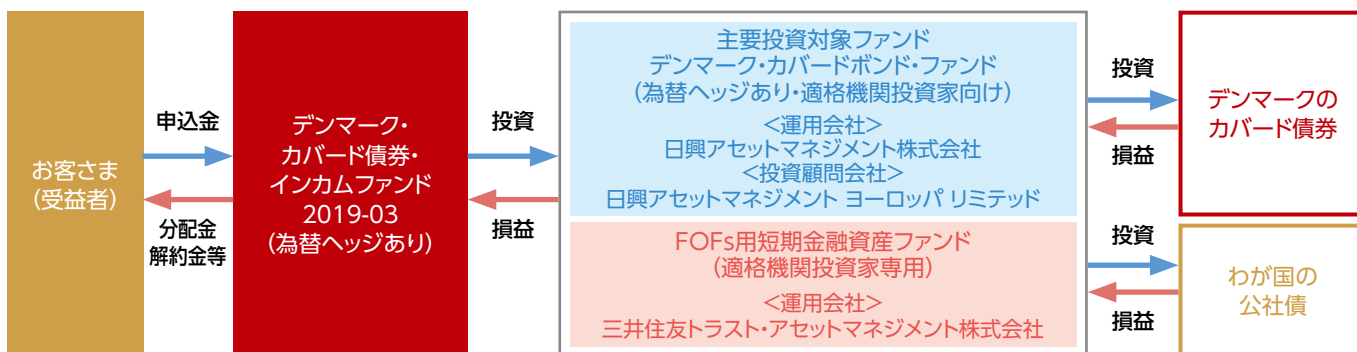 お客さま
(受益者)
申込金
分配金
解約金等
デンマーク・
カバード債券・
インカムファンド
2019-03
(為替ヘッジあり)
投資
損益
主要投資対象ファンド
デンマーク・カバードボンド・ファンド
(為替ヘッジあり・適格機関投資家向け)
<運用会社>
日興アセットマネジメント株式会社
<投資顧問会社>
日興アセットマネジメント ヨーロッパ リミテッド
FOFs用短期金融資産ファンド
(適格機関投資家専用)
<運用会社>
三井住友トラスト・アセットマネジメント株式会社
投資
損益
デンマークの
カバード債券
投資
損益
わが国の
公社債